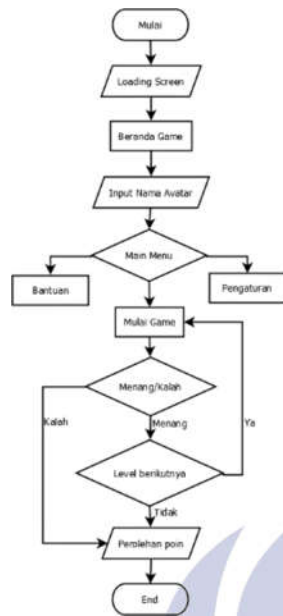 Mulai
Loading Screen
Beranda Game
Input Nama Avatar
Main Menu
Bantuan
Pengaturan
Mulai Game
Menang/Kalah
Kalah
Menang
Ya
Level berikutnya
Tidak
Perolehan poin
End